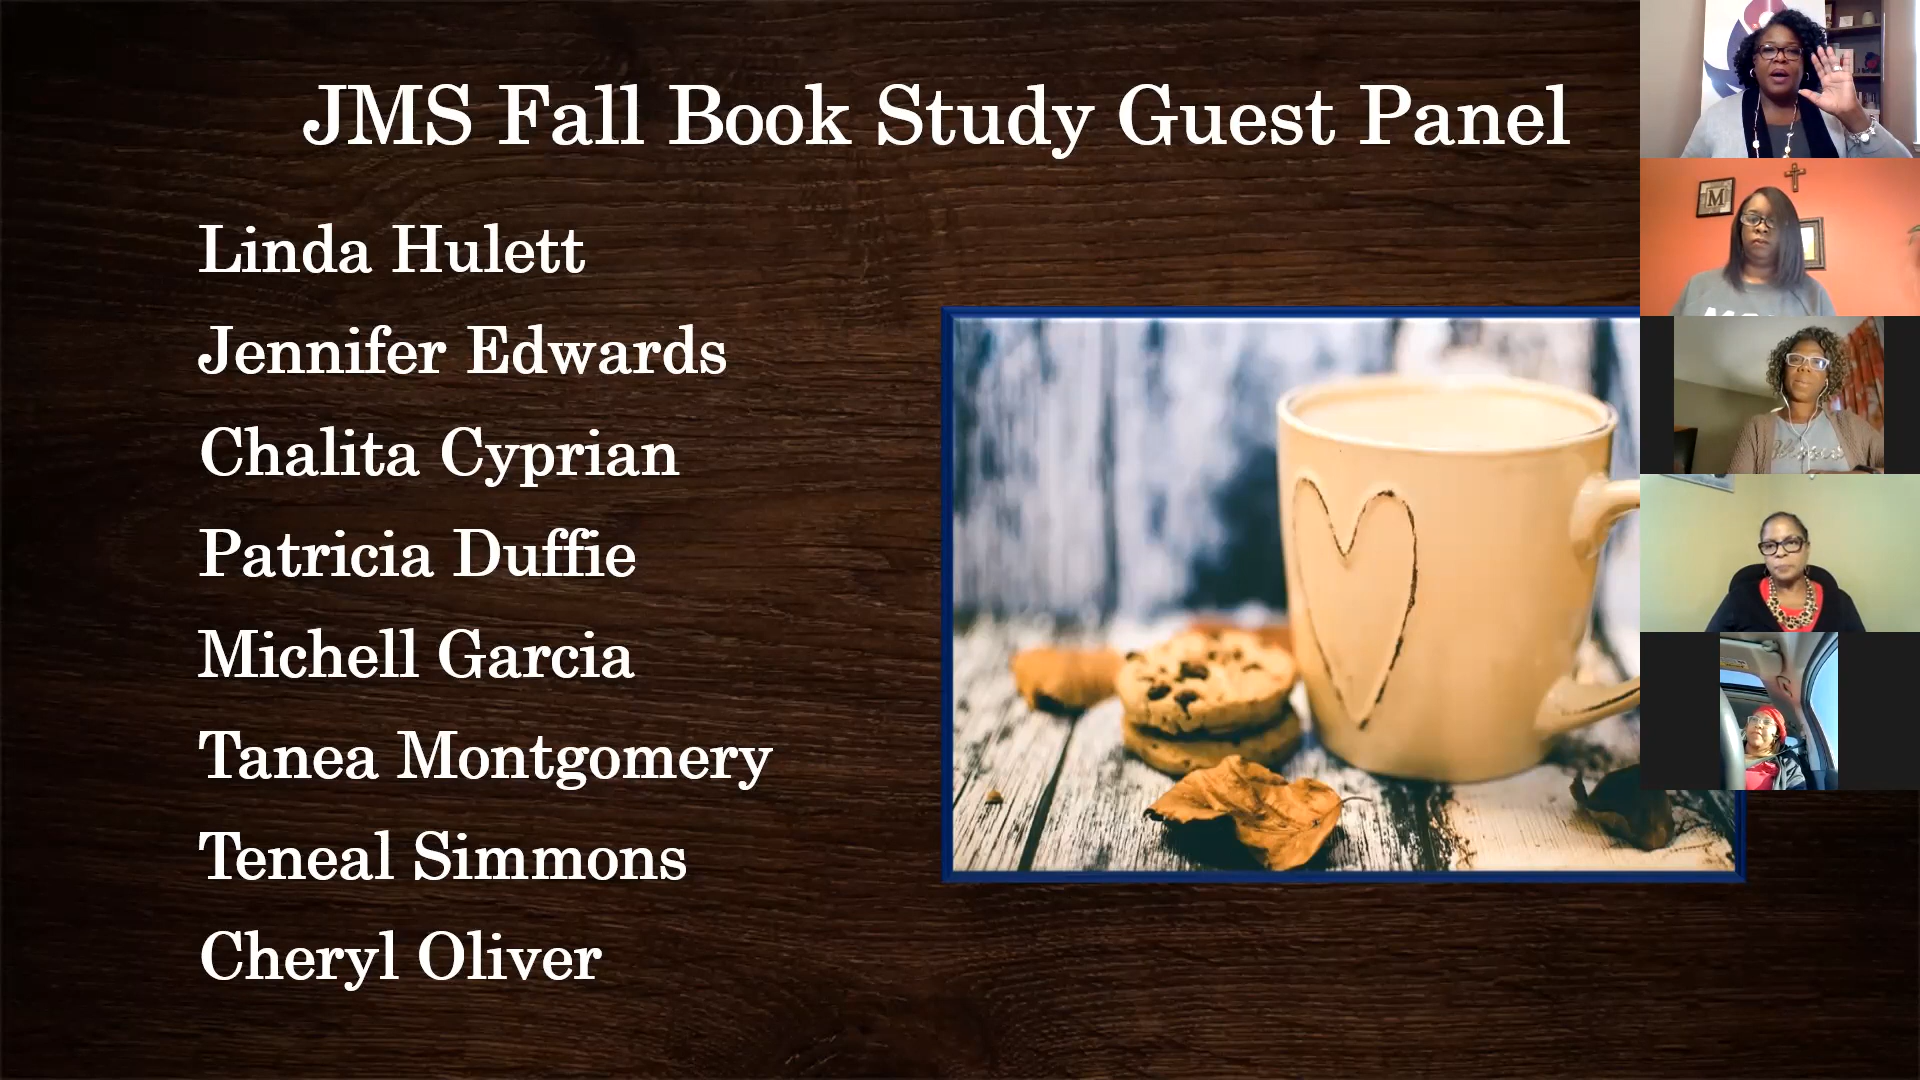 JMS Fall Book Study Guest Panel
Linda Hulett
Jennifer Edwards
Chalita Cyprian
Patricia Duffie
Michell Garcia
Tanea Montgomery
Teneal Simmons
Cheryl Oliver
M